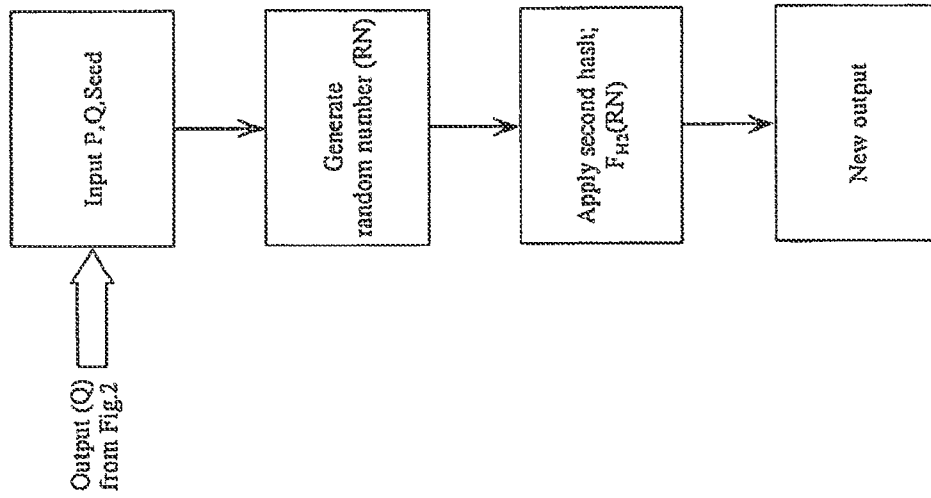 Output (Q)
from Fig.2
Input P,Q,Seed
Generate
random number (RN)
Apply second hash;
F_H2(RN)
New output